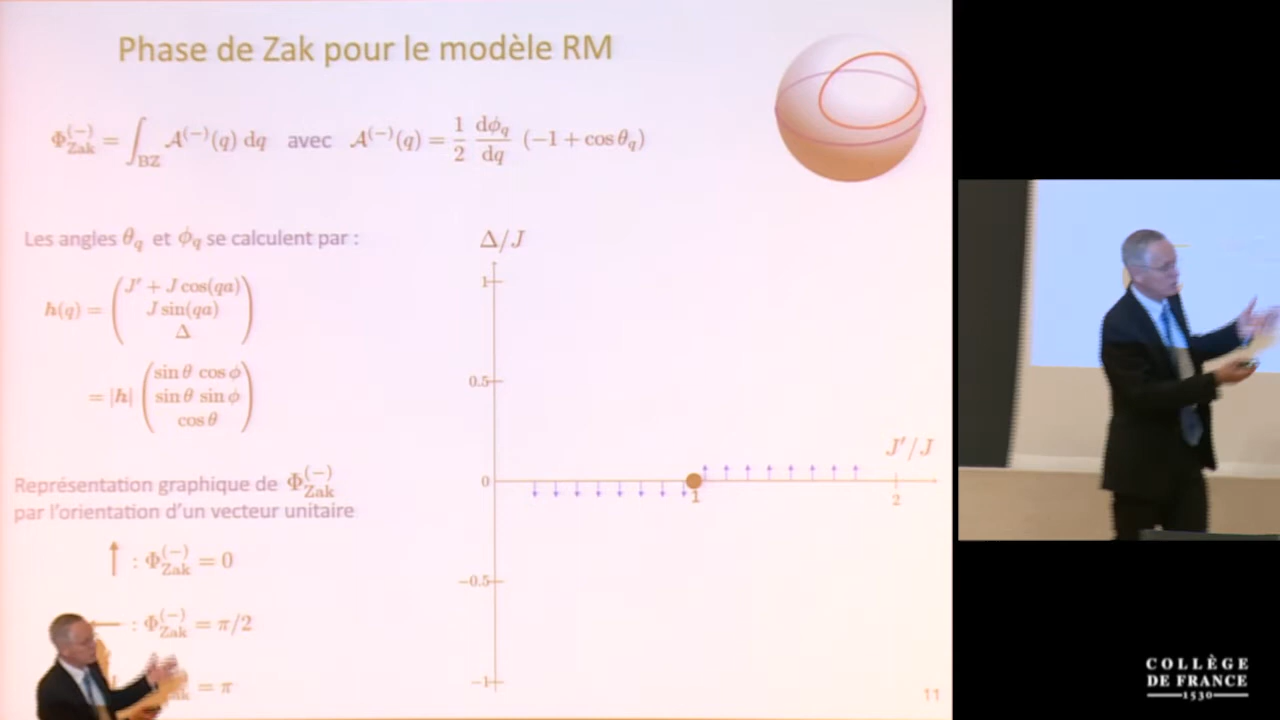 Phase de Zak pour le modèle RM
Φ_Zak^(-) = ∫_BZ A^(-)(q) dq avec A^(-)(q) = 1/2 dϕ_q/dq (-1 + cos θ_q)
Les angles θ_q et ϕ_q se calculent par :
h(q) = (J′ + J cos(qa)
J sin(qa)
Δ)
= |h| (sin θ cos ϕ
sin θ sin ϕ
cos θ)
Représentation graphique de Φ_Zak^(-)
par l'orientation d'un vecteur unitaire
↑ : Φ_Zak^(-) = 0
: Φ_Zak^(-) = π/2
= π
Δ/J
1
0.5
0
−0.5
−1
J′/J
1
2
11
COLLÈGE
DE FRANCE
1530